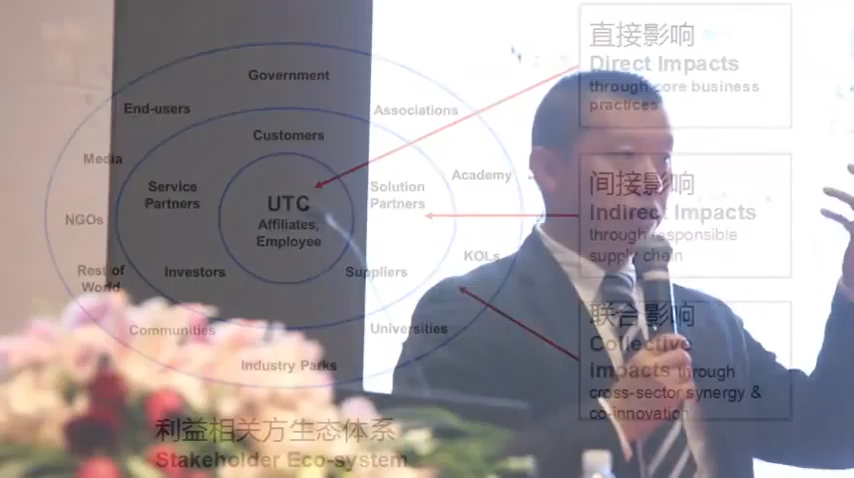 Government
End-users
Associations
Customers
Media
Academy
Service
Partners
Solution
Partners
UTC
Affiliates,
Employee
NGOs
KOLs
Rest of
World
Investors
Suppliers
Communities
Universities
Industry Parks
利益相关方生态体系
Stakeholder Eco-system
直接影响
Direct Impacts
through core business
practices
间接影响
Indirect Impacts
through responsible
supply chain
联合影响
Collective
impacts through
cross-sector synergy &
co-innovation